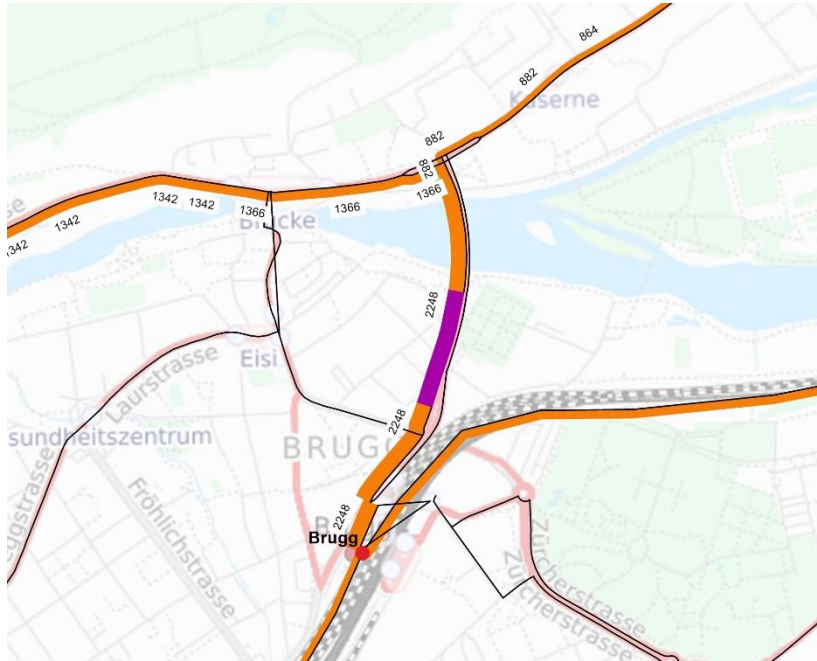 864
882
Kaserne
882
882
1366
1342
1342
1366
1366
Brücke
1342
1342
2248
Eisi
Laurstrasse
2248
sundheitszentrum
BRUGG
Fröhlichstrasse
2248
Brugg
Zürcherstrasse
Zürcherstrasse